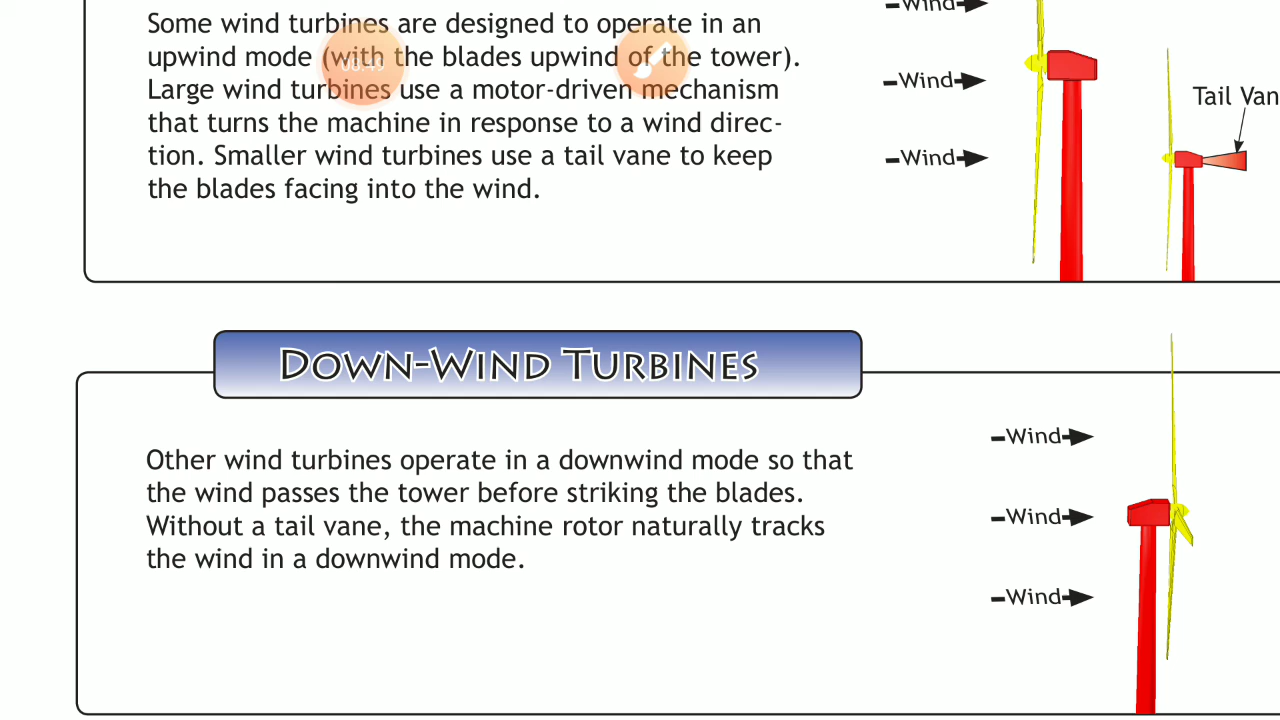 Some wind turbines are designed to operate in an
upwind mode (with the blades upwind of the tower).
Large wind turbines use a motor-driven mechanism
that turns the machine in response to a wind direc-
tion. Smaller wind turbines use a tail vane to keep
the blades facing into the wind.
Wind
Wind
Wind
Tail Van
DOWN-WIND TURBINES
Other wind turbines operate in a downwind mode so that
the wind passes the tower before striking the blades.
Without a tail vane, the machine rotor naturally tracks
the wind in a downwind mode.
Wind
Wind
Wind